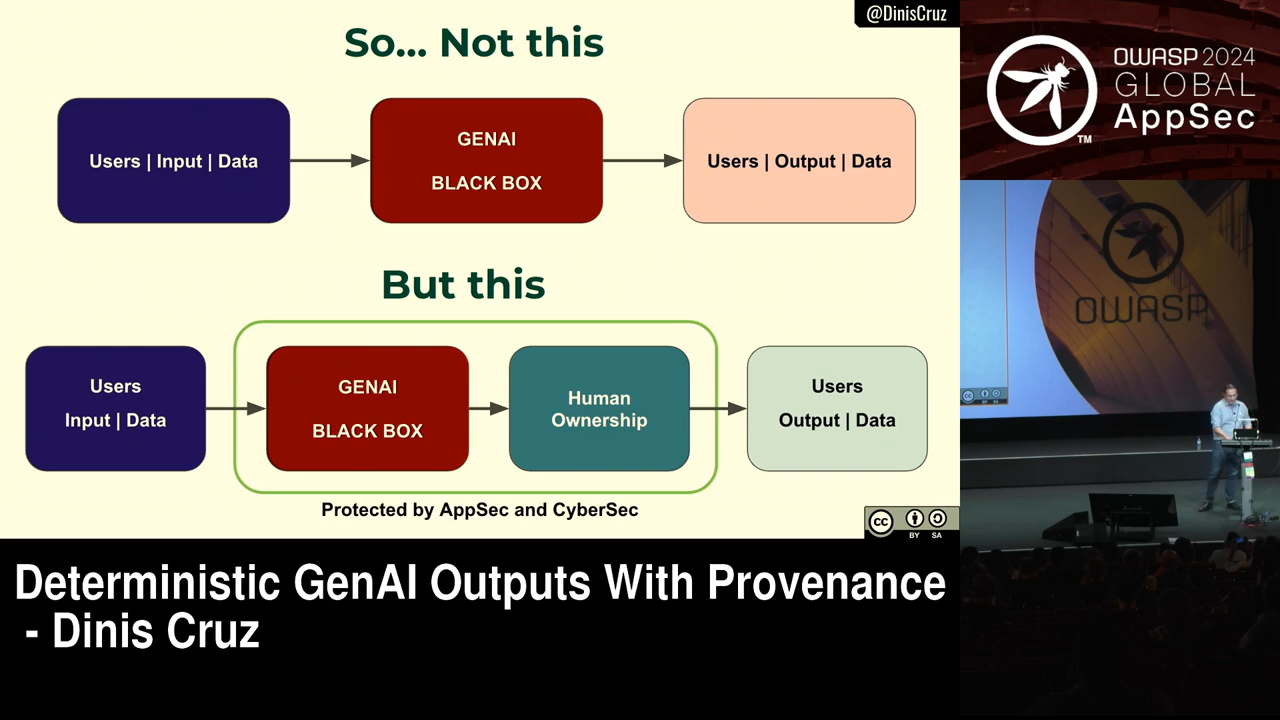 @DinisCruz
So... Not this
Users | Input | Data
GENAI
BLACK BOX
Users | Output | Data
But this
Users
Input | Data
GENAI
BLACK BOX
Human
Ownership
Users
Output | Data
Protected by AppSec and CyberSec
CC
BY SA
Deterministic GenAI Outputs With Provenance
- Dinis Cruz
OWASP 2024
GLOBAL
AppSec
TM
OWASP